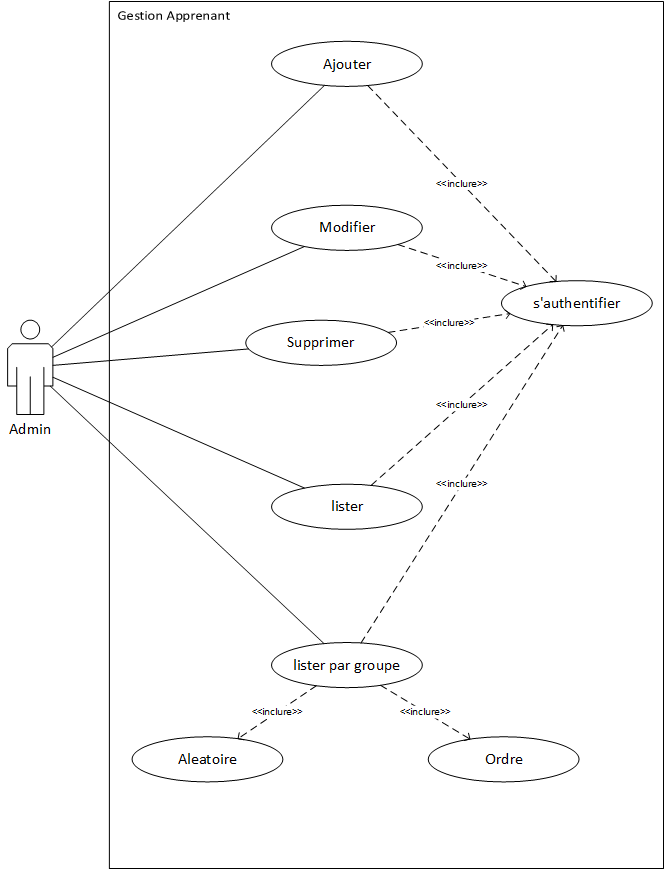 Gestion Apprenant
Ajouter
<<inclure>>
Modifier
<<inclure>>
s'authentifier
<<inclure>>
Supprimer
Admin
<<inclure>>
<<inclure>>
lister
lister par groupe
<<inclure>>
<<inclure>>
Aleatoire
Ordre